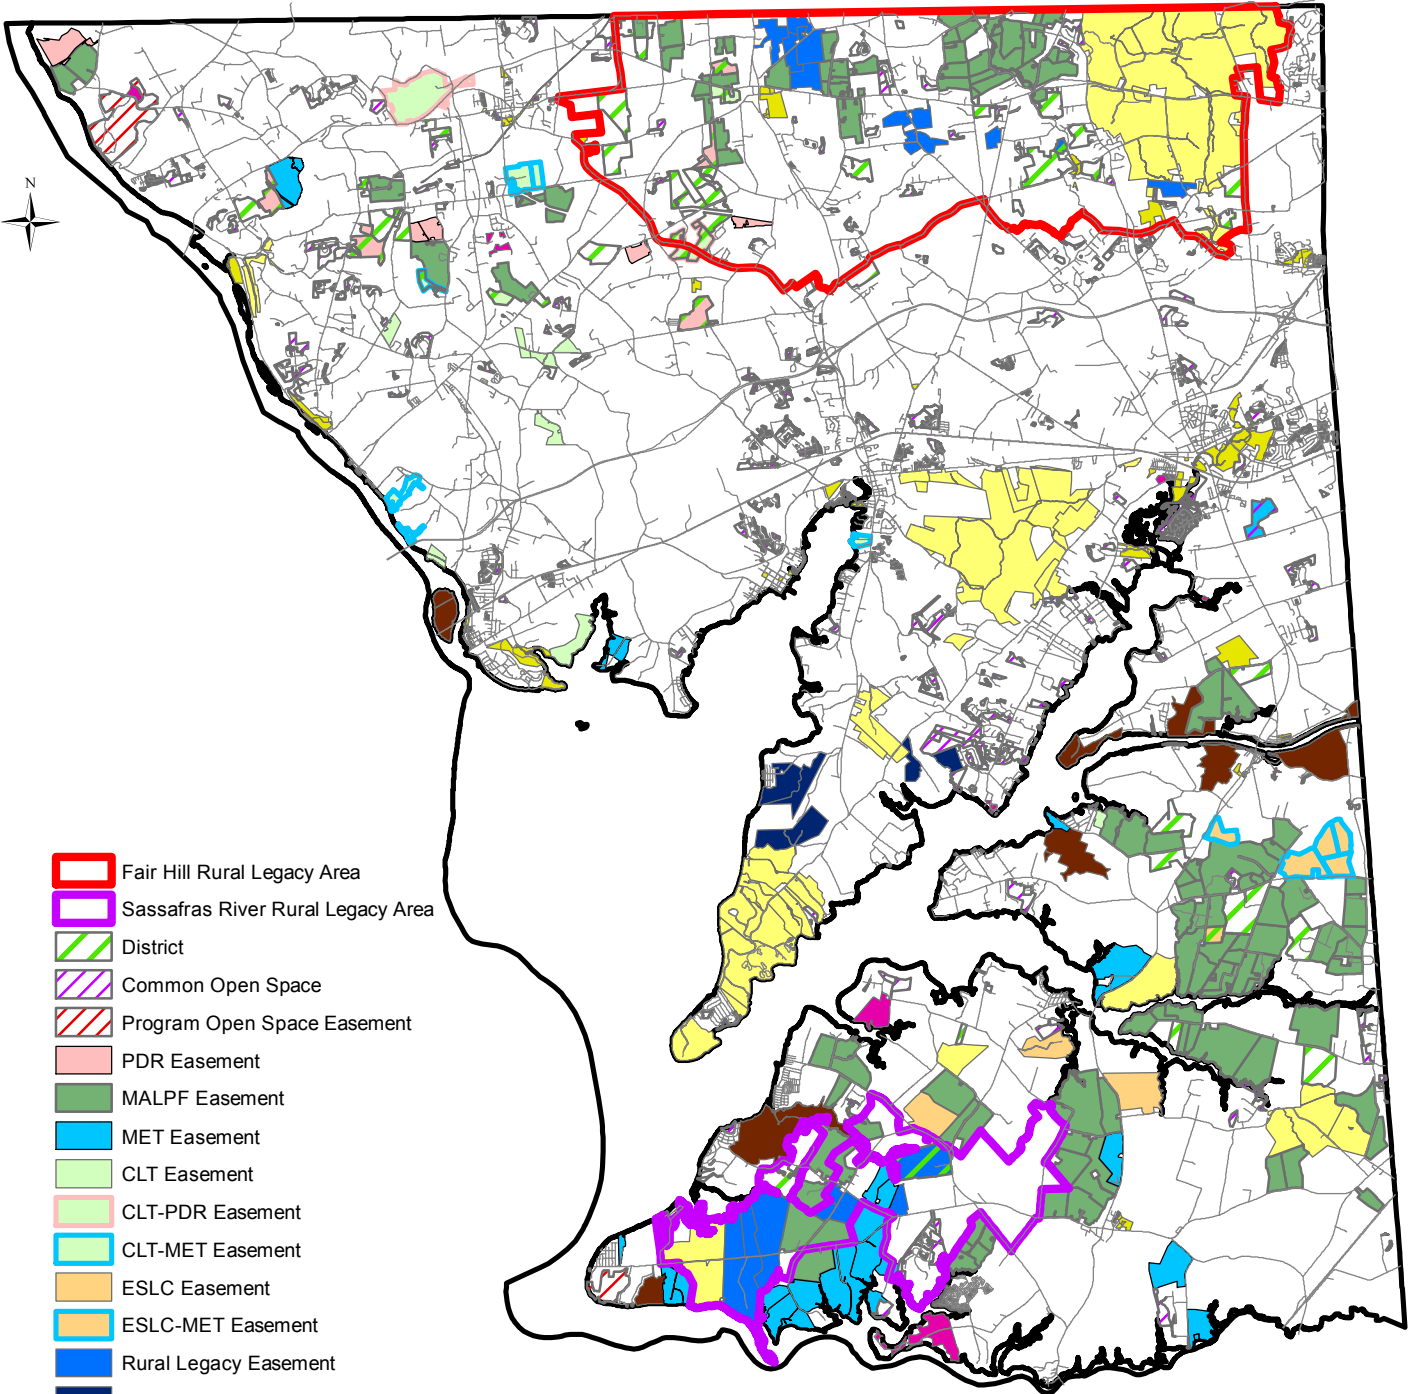 N
Fair Hill Rural Legacy Area
Sassafras River Rural Legacy Area
District
Common Open Space
Program Open Space Easement
PDR Easement
MALPF Easement
MET Easement
CLT Easement
CLT-PDR Easement
CLT-MET Easement
ESLC Easement
ESLC-MET Easement
Rural Legacy Easement